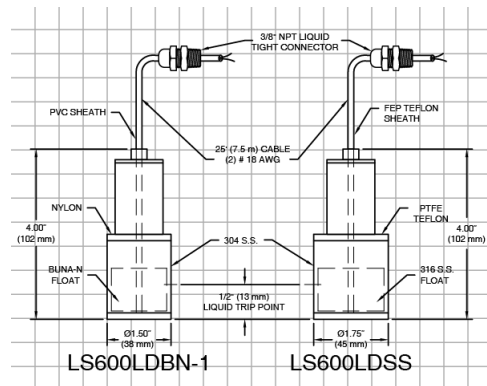 3/8" NPT LIQUID
TIGHT CONNECTOR
PVC SHEATH
FEP TEFLON
SHEATH
25' (7.5 m) CABLE
(2) # 18 AWG
NYLON
PTFE
TEFLON
4.00"
(102 mm)
4.00"
(102 mm)
304 S.S.
BUNA-N
FLOAT
316 S.S.
FLOAT
1/2" (13 mm)
LIQUID TRIP POINT
Ø1.50"
(38 mm)
Ø1.75"
(45 mm)
LS600LDBN-1
LS600LDSS